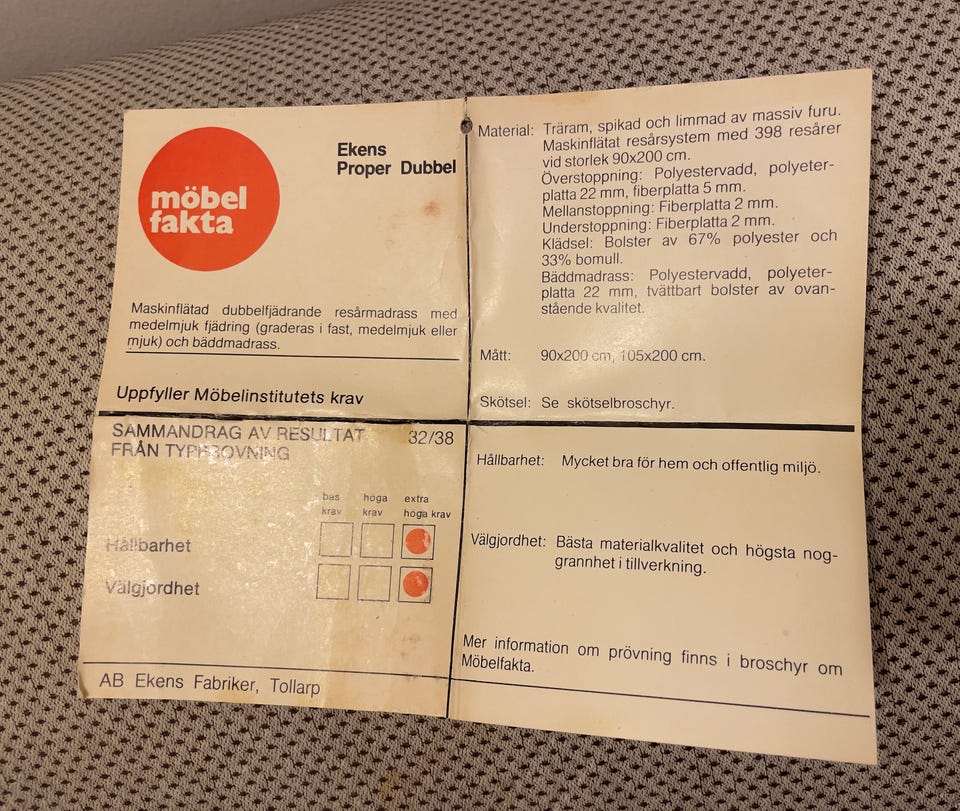 möbel
fakta
Ekens
Proper Dubbel
Maskinflätad dubbelfjädrande resårmadrass med
medelmjuk fjädring (graderas i fast, medelmjuk eller
mjuk) och bäddmadrass.
Uppfyller Möbelinstitutets krav
Material: Träram, spikad och limmad av massiv furu.
Maskinflätat resårsystem med 398 resårer
vid storlek 90x200 cm.
Överstoppning: Polyestervadd, polyeter-
platta 22 mm, fiberplatta 5 mm.
Mellanstoppning: Fiberplatta 2 mm.
Understoppning: Fiberplatta 2 mm.
Klädsel: Bolster av 67% polyester och
33% bomull.
Bäddmadrass: Polyestervadd, polyeter-
platta 22 mm, tvättbart bolster av ovan-
stående kvalitet.
Mått: 90x200 cm, 105x200 cm.
Skötsel: Se skötselbroschyr.
SAMMANDRAG AV RESULTAT 32/38
FRÅN TYPPROVNING
bas höga extra
krav krav höga krav
Hållbarhet
Välgjordhet
AB Ekens Fabriker, Tollarp
Hållbarhet: Mycket bra för hem och offentlig miljö.
Välgjordhet: Bästa materialkvalitet och högsta nog-
grannhet i tillverkning.
Mer information om prövning finns i broschyr om
Möbelfakta.